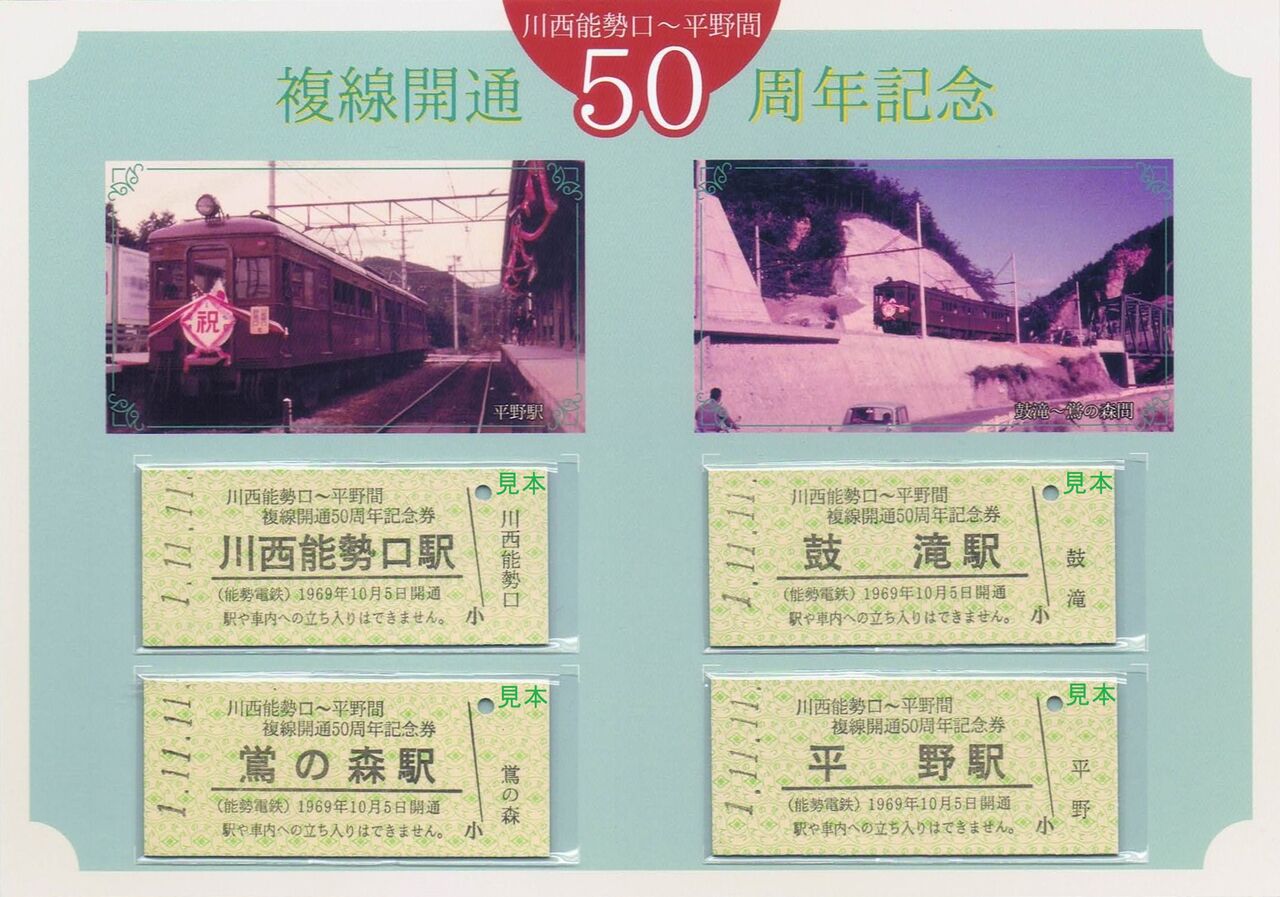 川西能勢口～平野間
複線開通 50 周年記念
祝
平野駅
鼓滝～鴬の森間
1.11.11.
川西能勢口～平野間
複線開通50周年記念券
川西能勢口駅
(能勢電鉄) 1969年10月5日開通
駅や車内への立ち入りはできません。
小
見本
川西能勢口
1.11.11.
川西能勢口～平野間
複線開通50周年記念券
鼓 滝駅
(能勢電鉄) 1969年10月5日開通
駅や車内への立ち入りはできません。
小
見本
鼓滝
1.11.11.
川西能勢口～平野間
複線開通50周年記念券
鴬の森駅
(能勢電鉄) 1969年10月5日開通
駅や車内への立ち入りはできません。
小
見本
鴬の森
1.11.11.
川西能勢口～平野間
複線開通50周年記念券
平 野駅
(能勢電鉄) 1969年10月5日開通
駅や車内への立ち入りはできません。
小
見本
平野